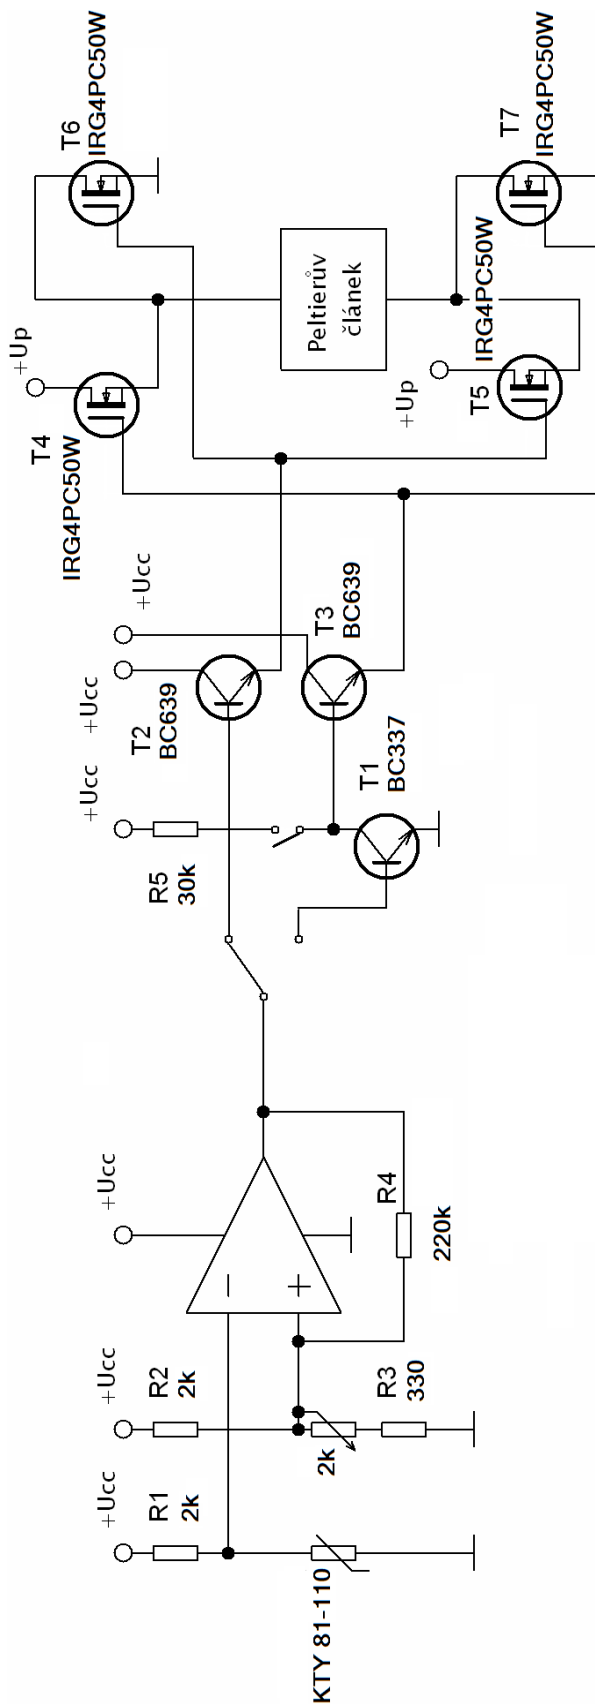 +Ucc
R1
2k
KTY 81-110
+Ucc
R2
2k
2k
R3
330
+Ucc
−
+
R4
220k
+Ucc
R5
30k
+Ucc
T2
BC639
+Ucc
T3
BC639
T1
BC337
+Up
T4
IRG4PC50W
T6
IRG4PC50W
Peltierův
článek
+Up
T5
IRG4PC50W
T7
IRG4PC50W